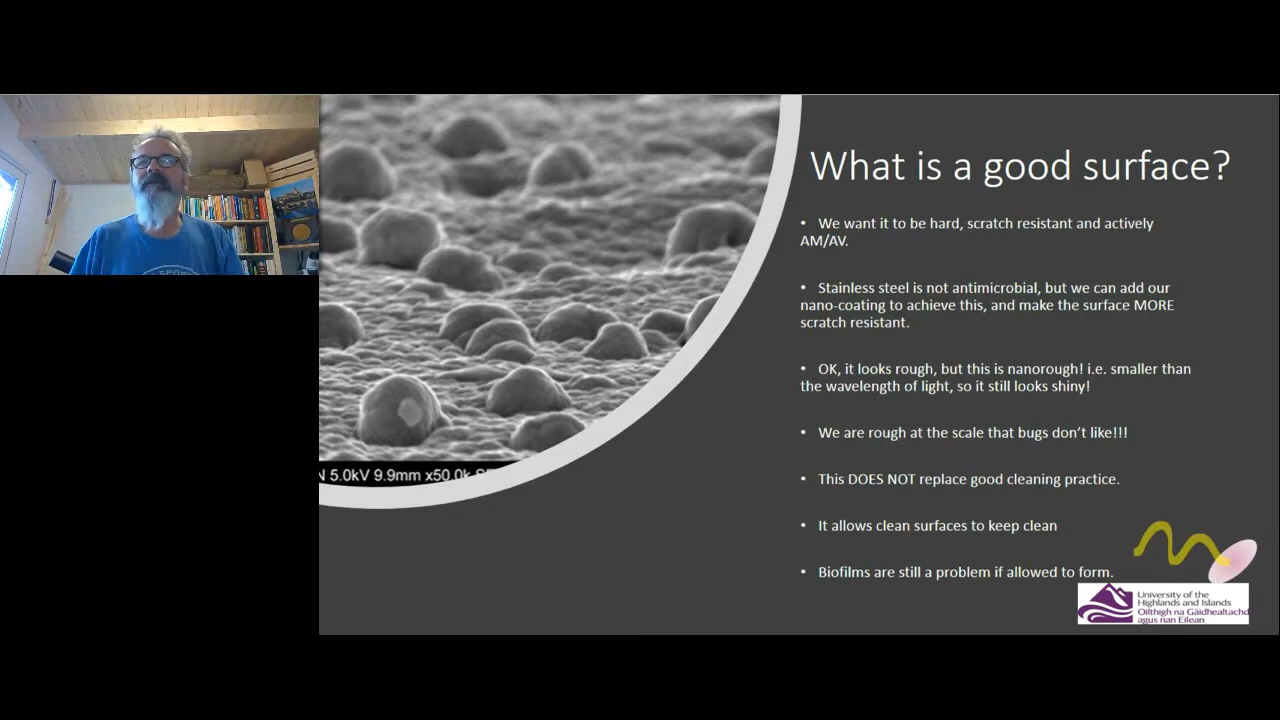 What is a good surface?
• We want it to be hard, scratch resistant and actively
AM/AV.
• Stainless steel is not antimicrobial, but we can add our
nano-coating to achieve this, and make the surface MORE
scratch resistant.
• OK, it looks rough, but this is nanorough! i.e. smaller than
the wavelength of light, so it still looks shiny!
• We are rough at the scale that bugs don’t like!!!
• This DOES NOT replace good cleaning practice.
• It allows clean surfaces to keep clean
• Biofilms are still a problem if allowed to form.
5.0kV 9.9mm x50.0k
SPOR
University of the
Highlands and Islands
Oilthigh na Gàidhealtachd
agus nan Eilean